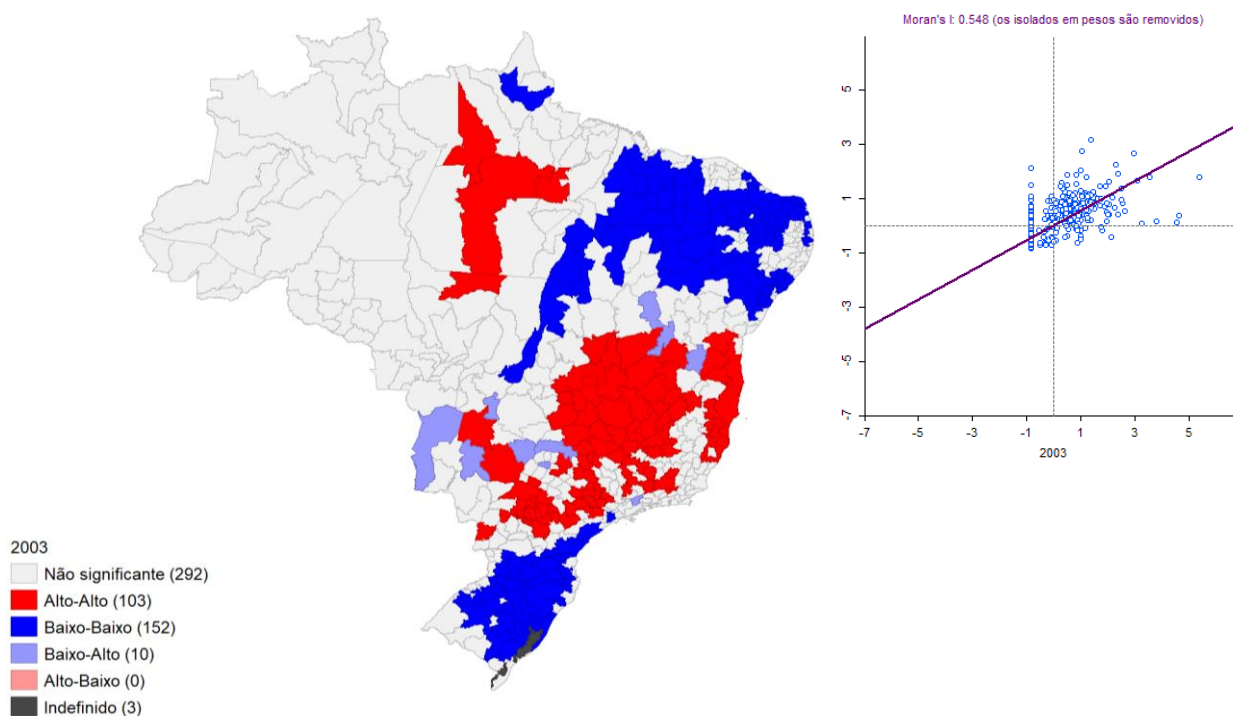 Moran's I: 0.548 (os isolados em pesos são removidos)
5
3
1
-1
-3
-5
-7
-7 -5 -3 -1 1 3 5
2003
2003
Não significante (292)
Alto-Alto (103)
Baixo-Baixo (152)
Baixo-Alto (10)
Alto-Baixo (0)
Indefinido (3)